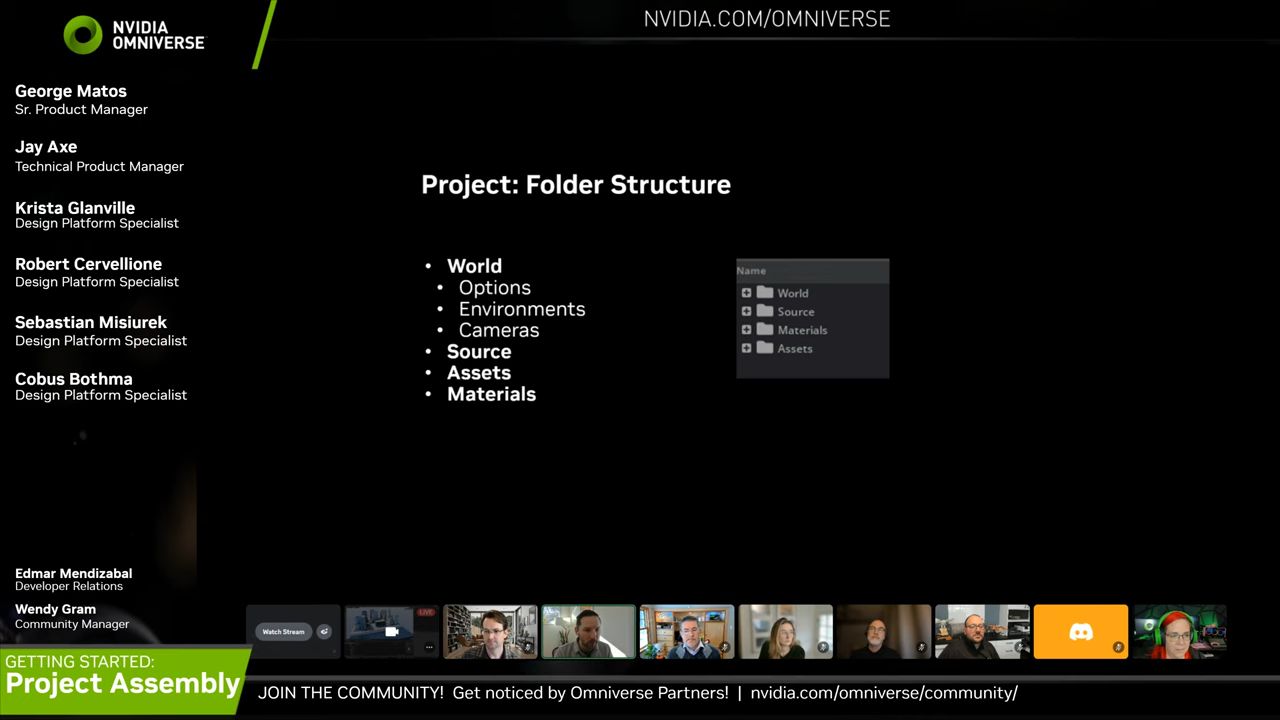 NVIDIA
OMNIVERSE
NVIDIA.COM/OMNIVERSE
George Matos
Sr. Product Manager
Jay Axe
Technical Product Manager
Krista Glanville
Design Platform Specialist
Robert Cervellione
Design Platform Specialist
Sebastian Misiurek
Design Platform Specialist
Cobus Bothma
Design Platform Specialist
Edmar Mendizabal
Developer Relations
Wendy Gram
Community Manager
Project: Folder Structure
• World
• Options
• Environments
• Cameras
• Source
• Assets
• Materials
Name
World
Source
Materials
Assets
Watch Stream
LIVE
GETTING STARTED:
Project Assembly
JOIN THE COMMUNITY! Get noticed by Omniverse Partners! | nvidia.com/omniverse/community/